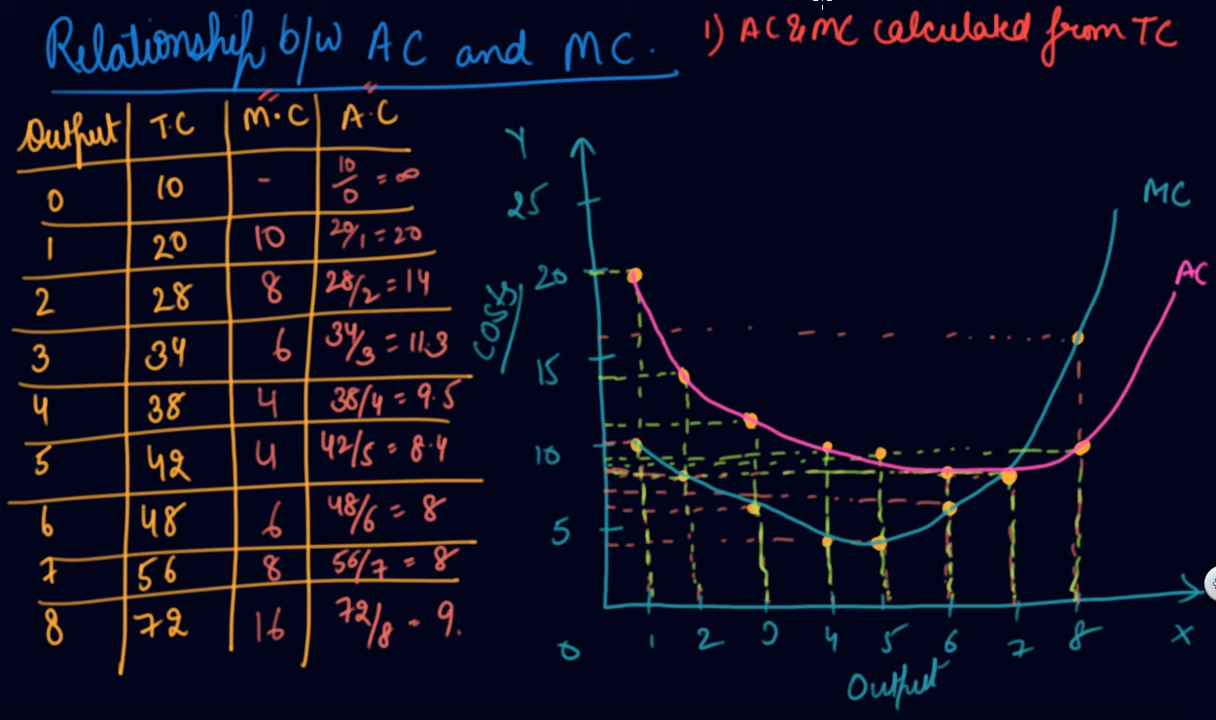 Relationship b/w AC and MC.
1) AC & MC calculated from TC
Output T.C M.C A.C
0 10 - 10/0 = ∞
1 20 10 20/1 = 20
2 28 8 28/2 = 14
3 34 6 34/3 = 11.3
4 38 4 38/4 = 9.5
5 42 4 42/5 = 8.4
6 48 6 48/6 = 8
7 56 8 56/7 = 8
8 72 16 72/8 - 9.
Y
25
20
15
10
5
0
Costs
MC
AC
1 2 3 4 5 6 7 8 X
Output